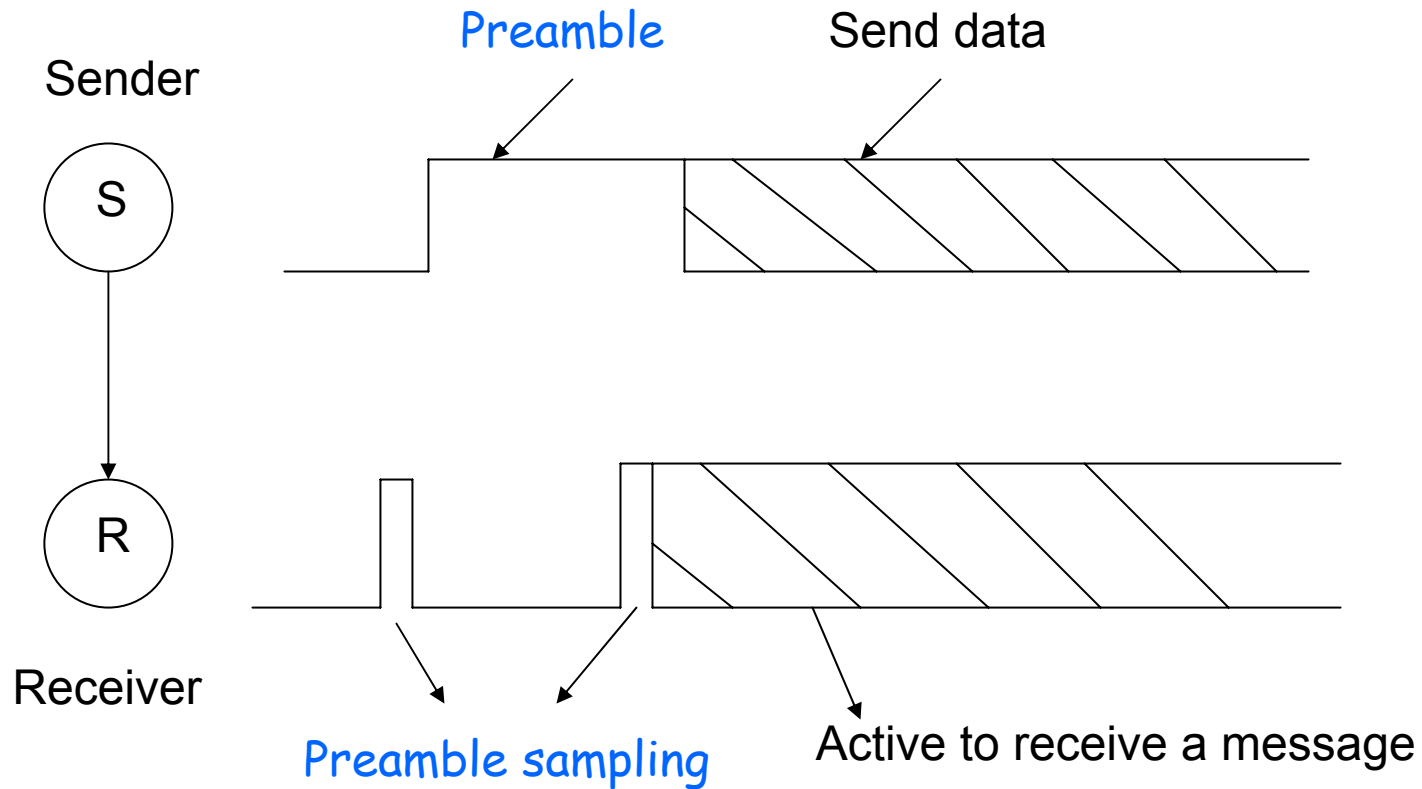 Preamble
Send data
Sender
S
R
Receiver
Preamble sampling
Active to receive a message